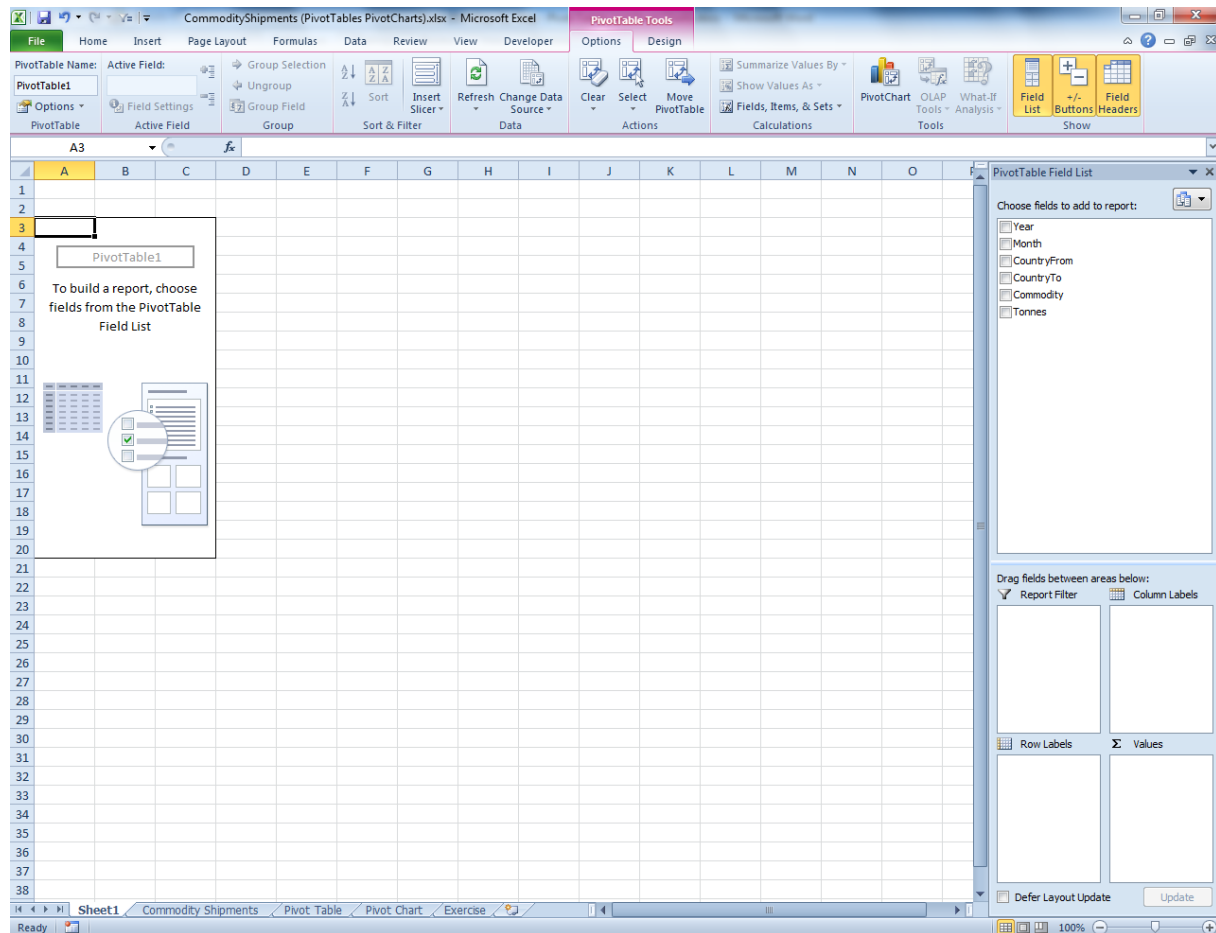 CommodityShipments (PivotTables PivotCharts).xlsx - Microsoft Excel
PivotTable Tools
File Home Insert Page Layout Formulas Data Review View Developer Options Design
PivotTable Name:
PivotTable1
Options
PivotTable
Active Field:
Field Settings
Active Field
Group Selection
Ungroup
Group Field
Group
Sort
Insert Slicer
Sort & Filter
Refresh
Change Data Source
Data
Clear
Select
Move PivotTable
Actions
Summarize Values By
Show Values As
Fields, Items, & Sets
Calculations
PivotChart
OLAP Tools
What-If Analysis
Tools
Field List
+/- Buttons
Field Headers
Show
A3
fx
A B C D E F G H I J K L M N O
1
2
3
4
5
6
7
8
9
10
11
12
13
14
15
16
17
18
19
20
21
22
23
24
25
26
27
28
29
30
31
32
33
34
35
36
37
38
PivotTable1
To build a report, choose
fields from the PivotTable
Field List
PivotTable Field List
Choose fields to add to report:
Year
Month
CountryFrom
CountryTo
Commodity
Tonnes
Drag fields between areas below:
Report Filter
Column Labels
Row Labels
Σ Values
Defer Layout Update
Update
Sheet1 Commodity Shipments Pivot Table Pivot Chart Exercise
Ready
100%